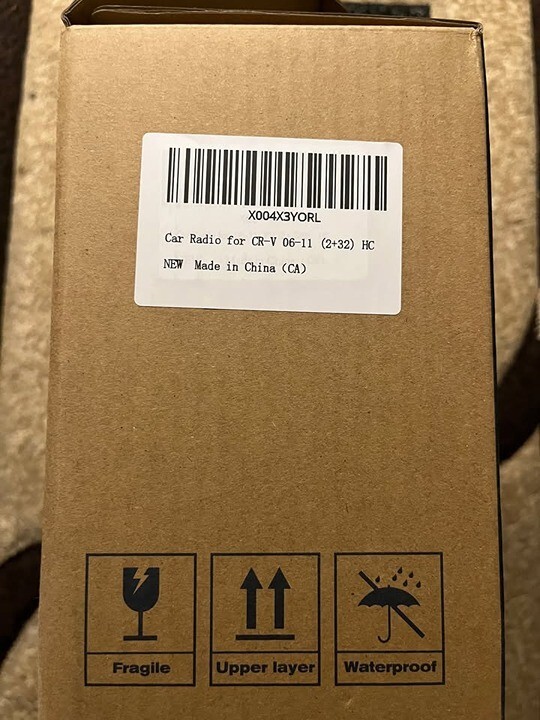 X004X3YORL
Car Radio for CR-V 06-11 (2+32) HC
NEW Made in China (CA)
Fragile
Upper layer
Waterproof